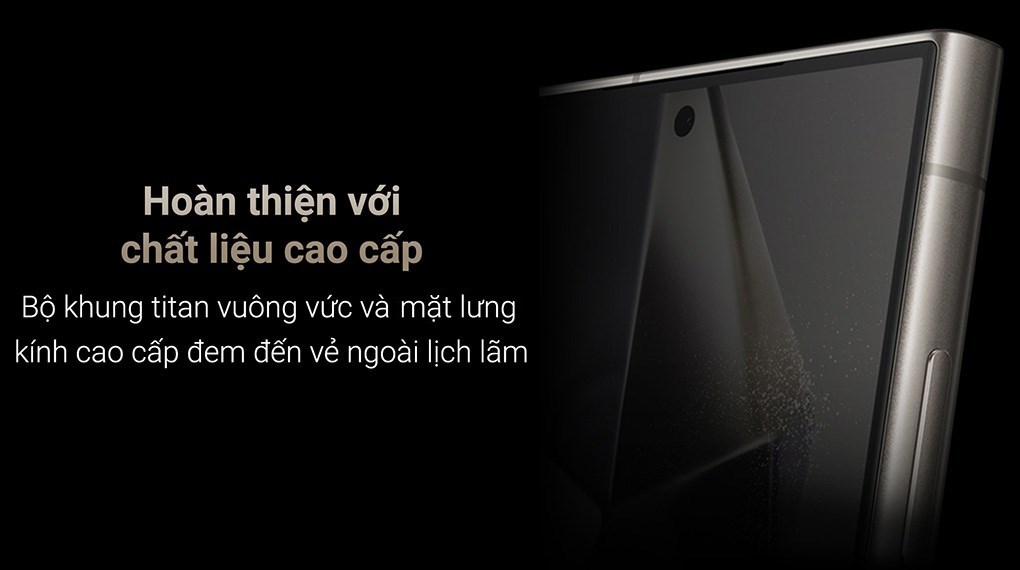 Hoàn thiện với
chất liệu cao cấp
Bộ khung titan vuông vức và mặt lưng
kính cao cấp đem đến vẻ ngoài lịch lãm